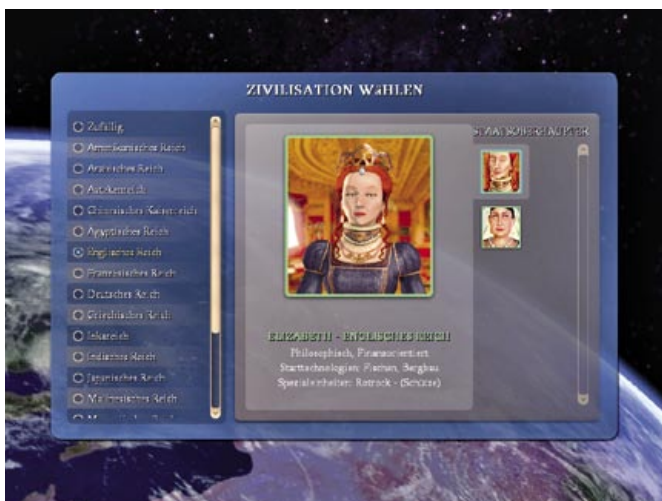 ZIVILISATION WäHLEN
Zufällig
Amerikanisches Reich
Arabisches Reich
Aztekenreich
Chinesisches Kaiserreich
Ägyptisches Reich
Englisches Reich
Französisches Reich
Deutsches Reich
Griechisches Reich
Inkareich
Indisches Reich
Japanisches Reich
Malinesisches Reich
Reich
STAATSOBERHÄUPTER
ELIZABETH - ENGLISCHES REICH
Philosophisch, Finanzorientiert
Starttechnologien: Fischen, Bergbau
Spezialeinheiten: Rotrock - (Schütze)